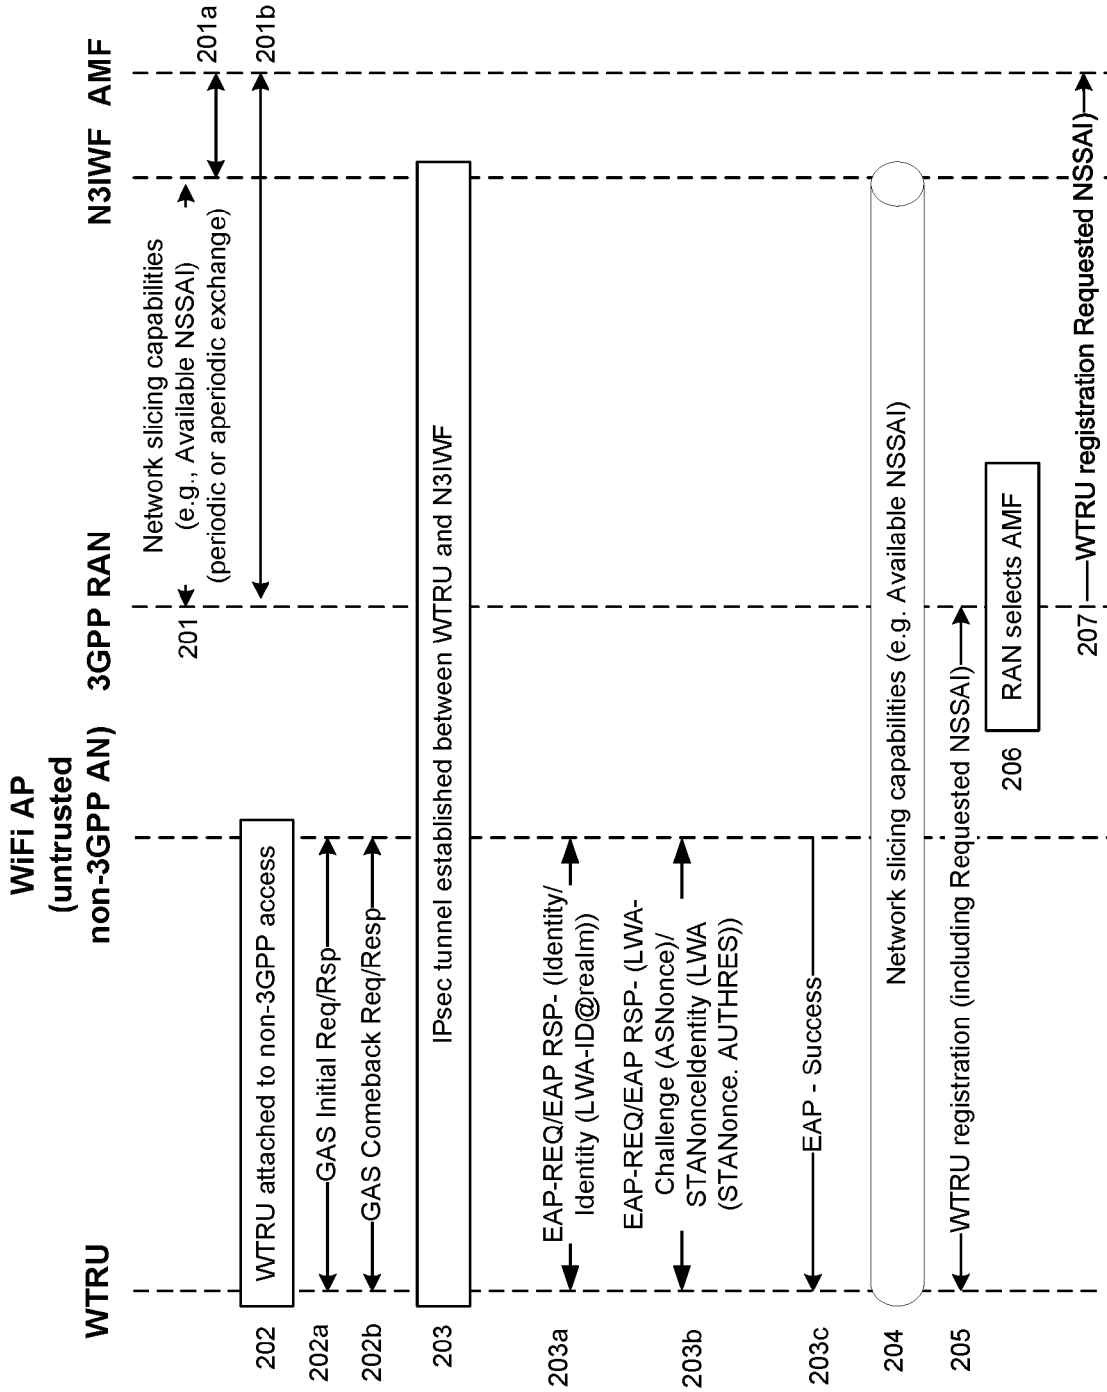 WTRU
WiFi AP
(untrusted
non-3GPP AN)
3GPP RAN
N3IWF
AMF
201
Network slicing capabilities
(e.g., Available NSSAI)
(periodic or aperiodic exchange)
201a
201b
202
WTRU attached to non-3GPP access
202a
GAS Initial Req/Rsp
202b
GAS Comeback Req/Resp
203
IPsec tunnel established between WTRU and N3IWF
203a
EAP-REQ/EAP RSP- (Identity/
Identity (LWA-ID@realm))
203b
EAP-REQ/EAP RSP- (LWA-
Challenge (ASNonce)/
STANonceIdentity (LWA
(STANonce. AUTHRES))
203c
EAP - Success
204
Network slicing capabilities (e.g. Available NSSAI)
205
WTRU registration (including Requested NSSAI)
206
RAN selects AMF
207
WTRU registration Requested NSSAI)